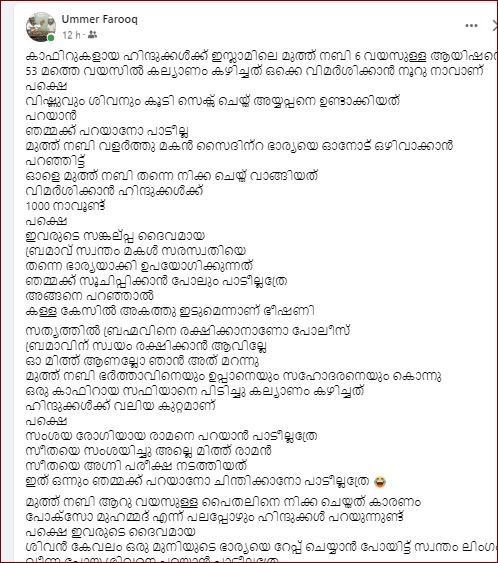 Ummer Farooq
12 h
കാഫിറുകളായ ഹിന്ദുക്കൾക്ക് ഇസ്ലാമിലെ മുത്ത് നബി 6 വയസുള്ള ആയിഷനെ
53 മത്തെ വയസിൽ കല്യാണം കഴിച്ചത് ഒക്കെ വിമർശിക്കാൻ നൂറു നാവാണ്
പക്ഷെ
വിഷ്ണുവും ശിവനും കൂടി സെക്സ് ചെയ്ത് അയ്യപ്പനെ ഉണ്ടാക്കിയത്
പറയാൻ
ഞമ്മക്ക് പറയാനോ പാടീല്ല
മുത്ത് നബി വളർത്തു മകൻ സൈദിന്റ ഭാര്യയെ ഓനോട് ഒഴിവാക്കാൻ
പറഞ്ഞിട്ട്
ഓളെ മുത്ത് നബി തന്നെ നിക്ക ചെയ്ത് വാങ്ങിയത്
വിമർശിക്കാൻ ഹിന്ദുക്കൾക്ക്
1000 നാവൂണ്ട്
പക്ഷെ
ഇവരുടെ സങ്കല്പ്പ ദൈവമായ
ബ്രമാവ് സ്വന്തം മകൾ സരസ്വതിയെ
തന്നെ ഭാര്യയാക്കി ഉപയോഗിക്കുന്നത്
ഞമ്മക്ക് സൂചിപ്പിക്കാൻ പോലും പാടീല്ലത്രേ
അങ്ങനെ പറഞ്ഞാൽ
കള്ള കേസിൽ അകത്തു ഇടുമെന്നാണ് ഭീഷണി
സത്യത്തിൽ ബ്രഹ്മവിനെ രക്ഷിക്കാനാണോ പോലീസ്
ബ്രമാവിന് സ്വയം രക്ഷിക്കാൻ ആവില്ലേ
ഓ മിത്ത് ആണല്ലോ ഞാൻ അത് മറന്നു
മുത്ത് നബി ഭർത്താവിനെയും ഉപ്പാനെയും സഹോദരനെയും കൊന്നു
ഒരു കാഫിറായ സഫിയാനെ പിടിച്ചു കല്യാണം കഴിച്ചത്
ഹിന്ദുക്കൾക്ക് വലിയ കുറ്റമാണ്
പക്ഷെ
സംശയ രോഗിയായ രാമനെ പറയാൻ പാടീല്ലത്രേ
സീതയെ സംശയിച്ചു അല്ലെ മിത്ത് രാമൻ
സീതയെ അഗ്നി പരീക്ഷ നടത്തിയത്
ഇത് ഒന്നും ഞമ്മക്ക് പറയാനോ ചിന്തിക്കാനോ പാടീല്ലത്രേ 😂
മുത്ത് നബി ആറു വയസുള്ള പൈതലിനെ നിക്ക ചെയ്തത് കാരണം
പോക്സോ മുഹമ്മദ് എന്ന് പലപ്പോഴും ഹിന്ദുക്കൾ പറയുന്നുണ്ട്
പക്ഷെ ഇവരുടെ ദൈവമായ
ശിവൻ കേവലം ഒരു മുനിയുടെ ഭാര്യയെ റേപ്പ് ചെയ്യാൻ പോയിട്ട് സ്വന്തം ലിംഗം